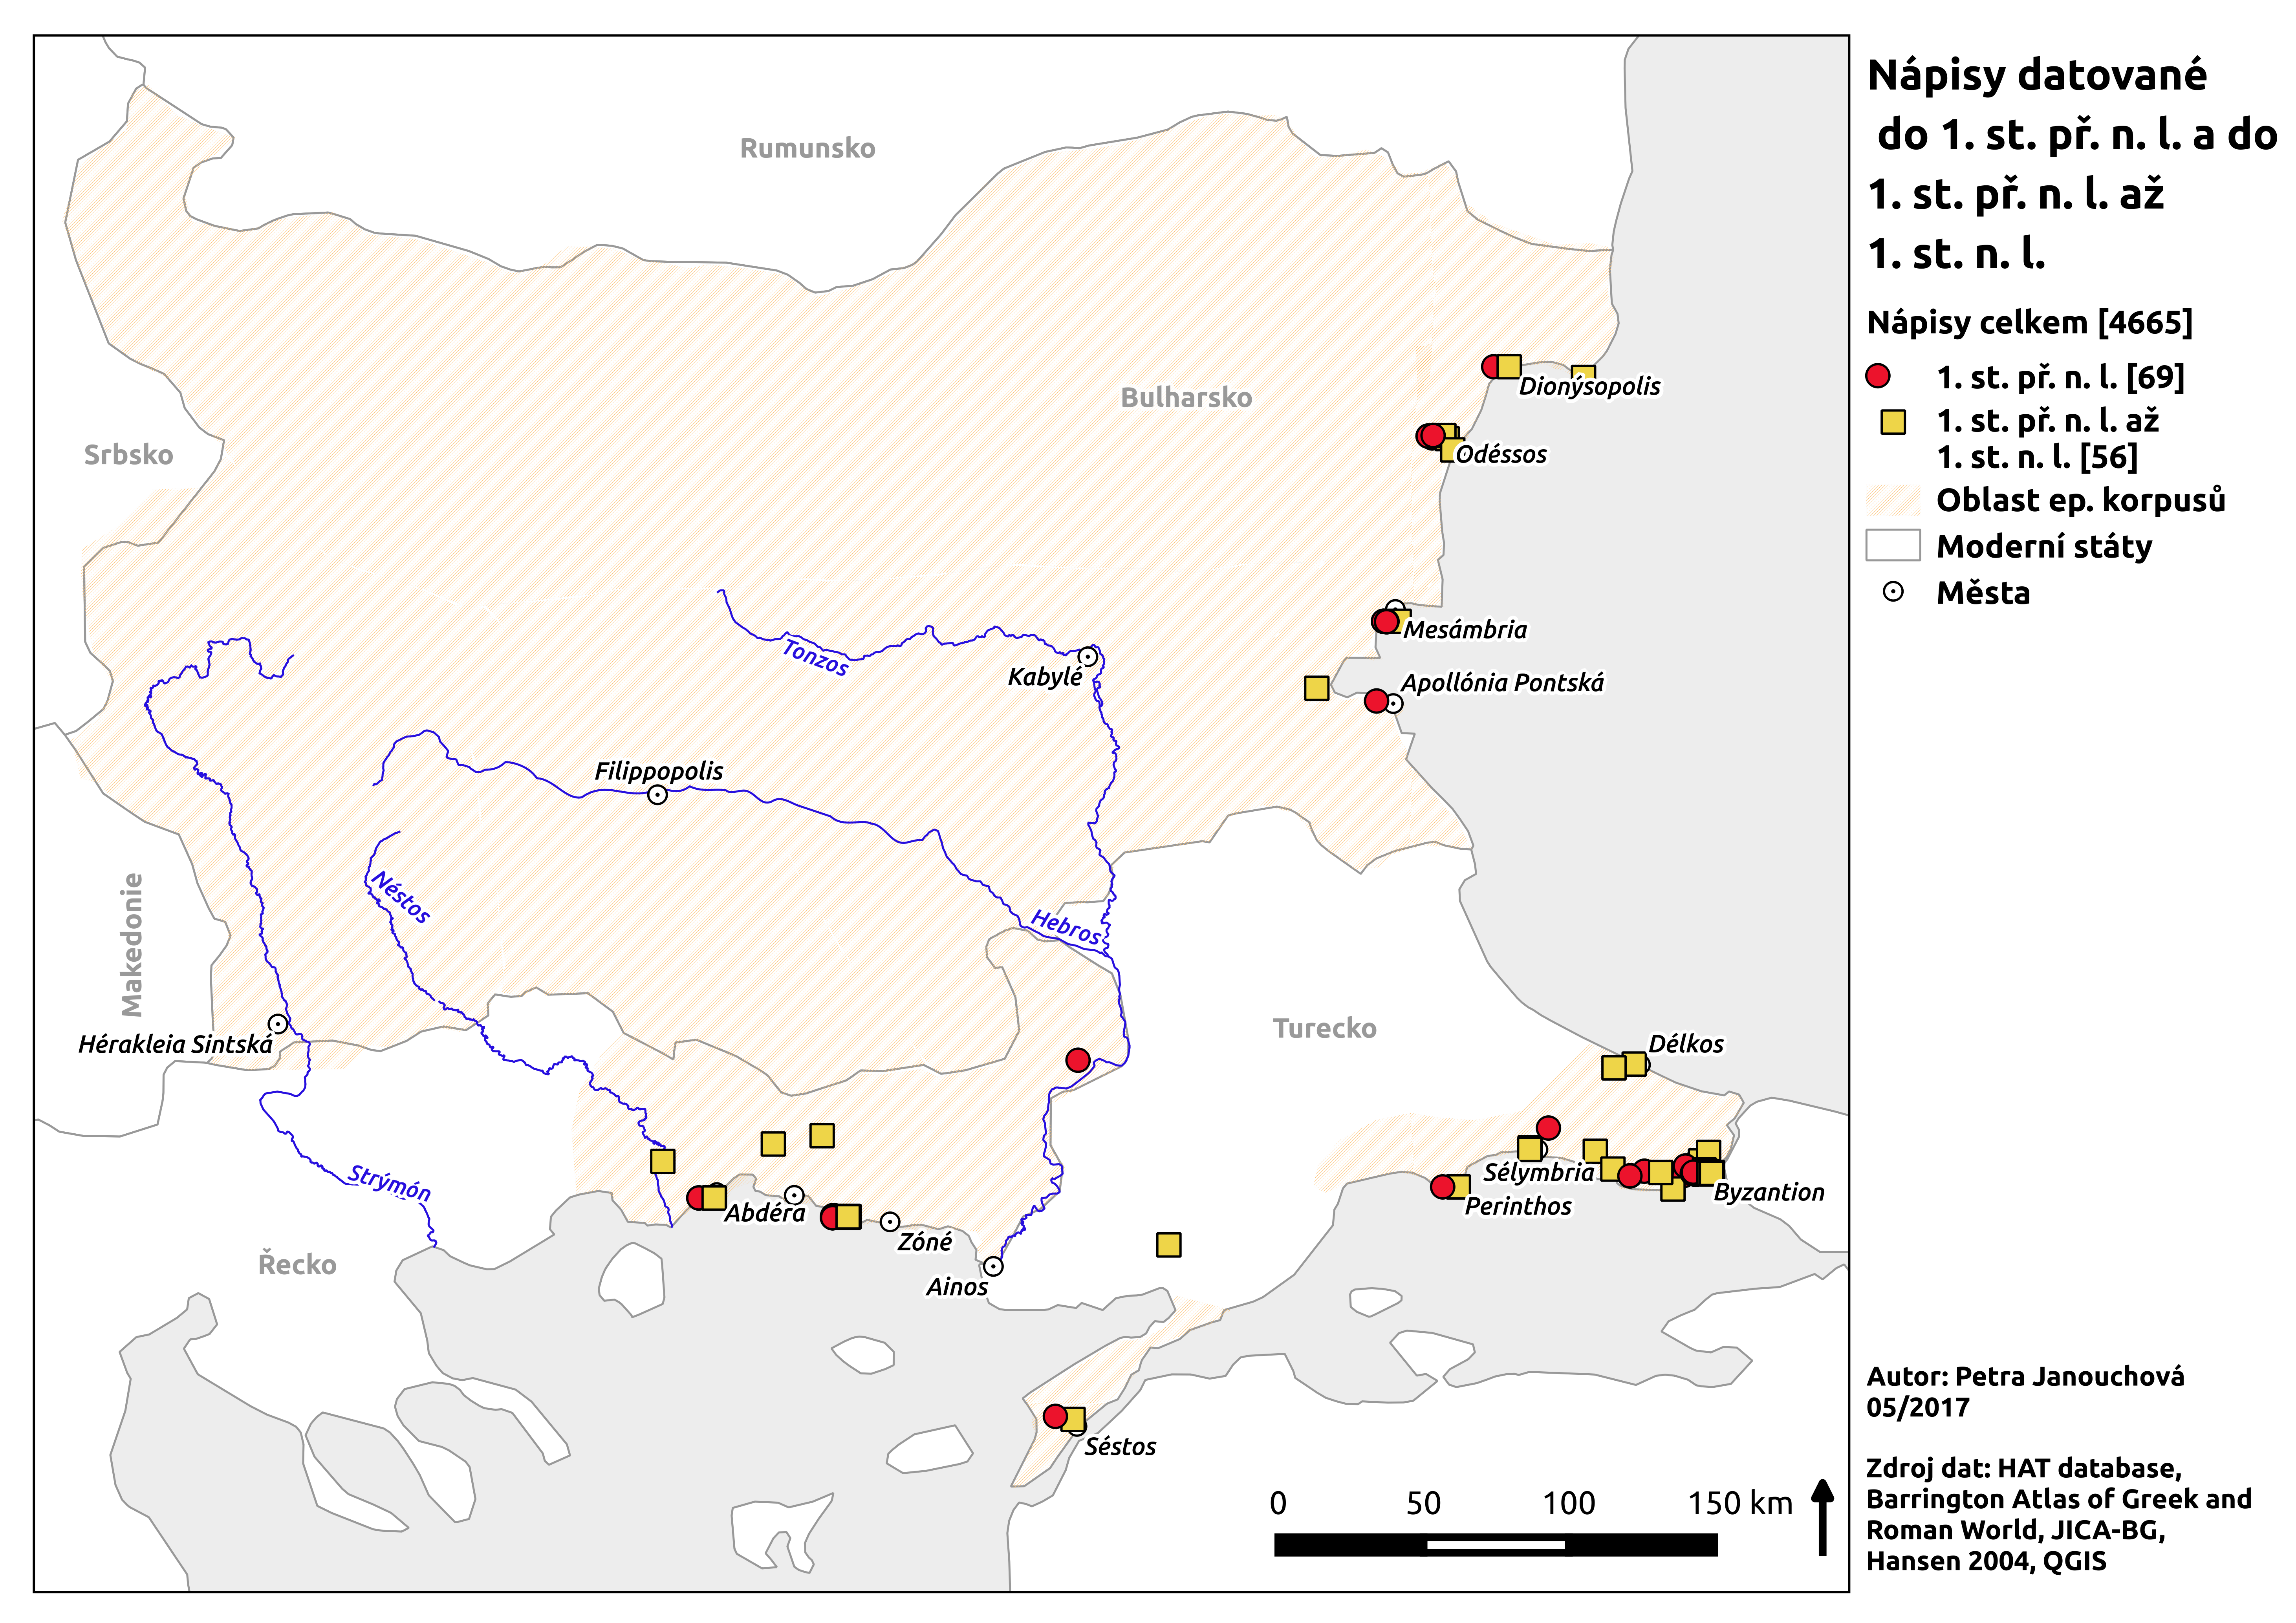 Nápisy datované
do 1. st. př. n. l. a do
1. st. př. n. l. až
1. st. n. l.
Nápisy celkem [4665]
1. st. př. n. l. [69]
1. st. př. n. l. až
1. st. n. l. [56]
Oblast ep. korpusů
Moderní státy
Města
Rumunsko
Bulharsko
Srbsko
Dionýsopolis
Odéssos
Mesámbria
Tonzos
Kabylé
Apollónia Pontská
Filippopolis
Néstos
Makedonie
Hebros
Turecko
Hérakleia Sintská
Délkos
Strýmón
Sélymbria
Byzantion
Perinthos
Abdéra
Zóné
Řecko
Ainos
Séstos
0 50 100 150 km
Autor: Petra Janouchová
05/2017
Zdroj dat: HAT database,
Barrington Atlas of Greek and
Roman World, JICA-BG,
Hansen 2004, QGIS